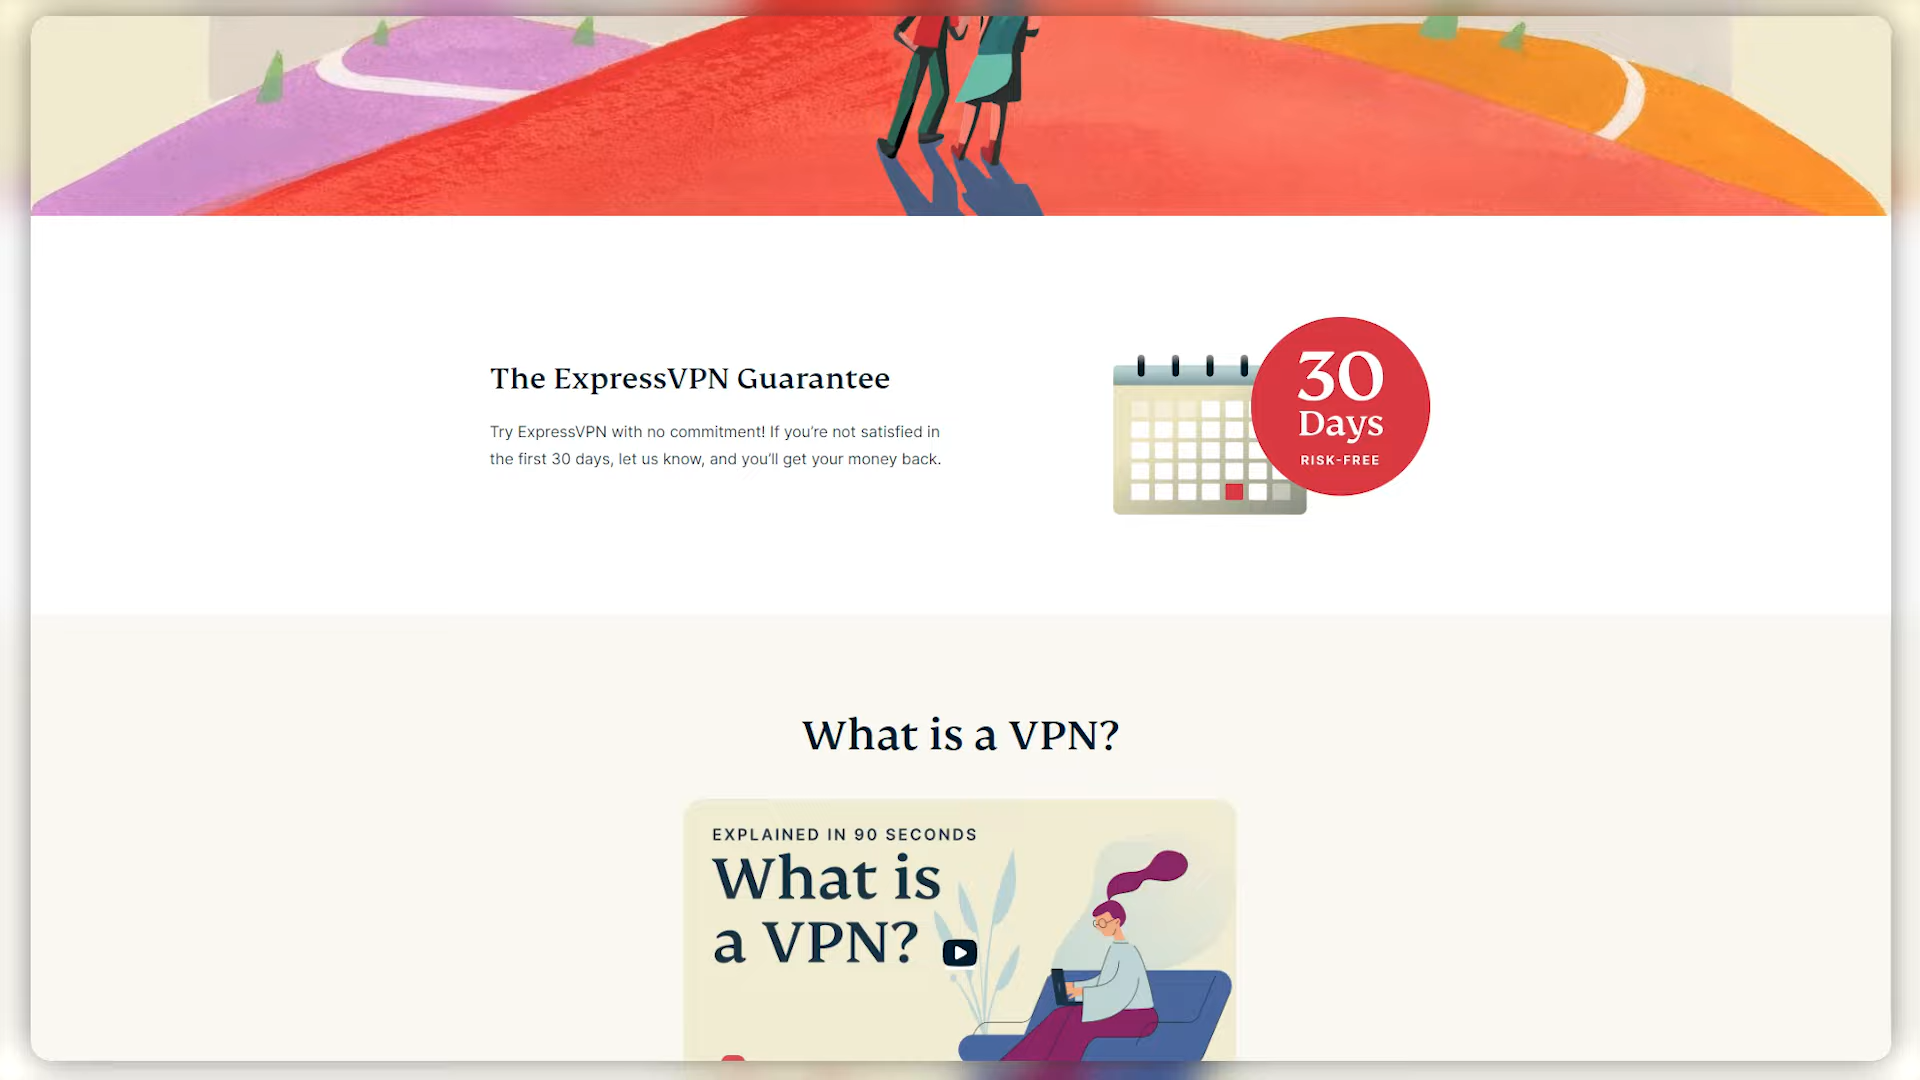 The ExpressVPN Guarantee
Try ExpressVPN with no commitment! If you’re not satisfied in
the first 30 days, let us know, and you’ll get your money back.
30
Days
RISK-FREE
What is a VPN?
EXPLAINED IN 90 SECONDS
What is
a VPN?